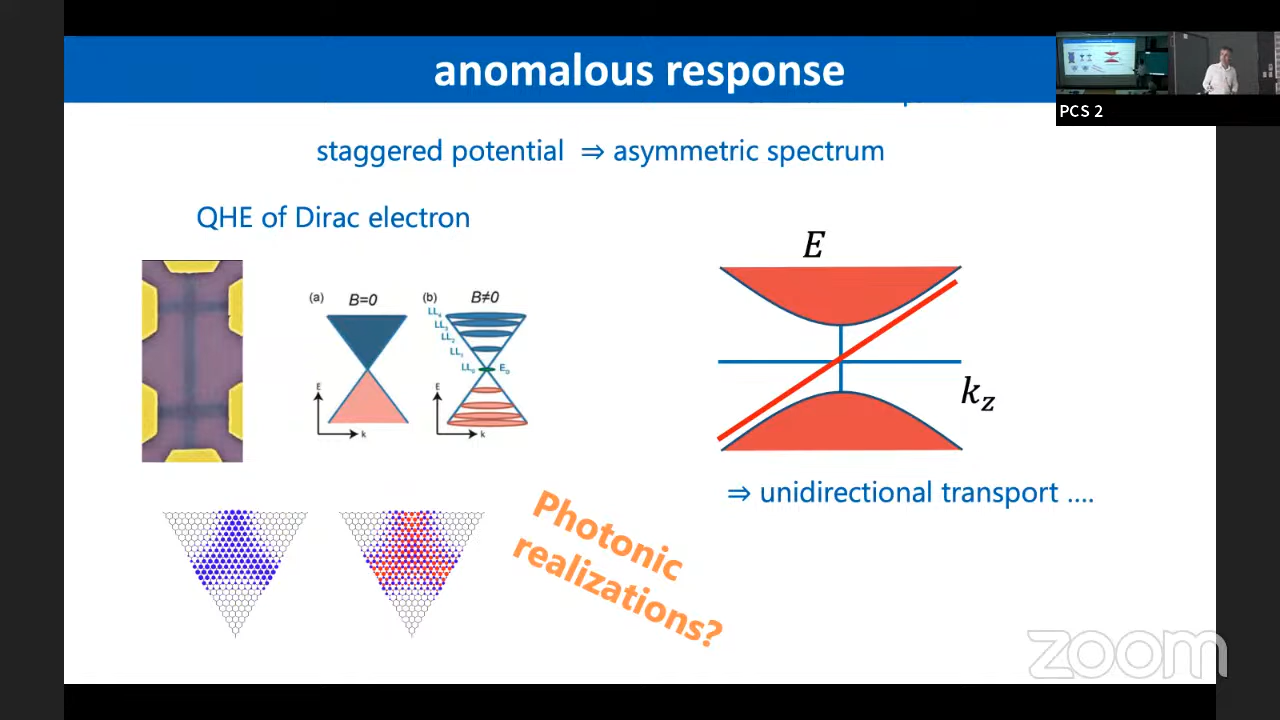 anomalous response
PCS 2
staggered potential ⇒ asymmetric spectrum
QHE of Dirac electron
E
(a) B=0
(b) B≠0
LL₄
LL₃
LL₂
LL₁
LL₀
E_D
E
k
E
k
k_z
⇒ unidirectional transport ....
Photonic
realizations?
zoom